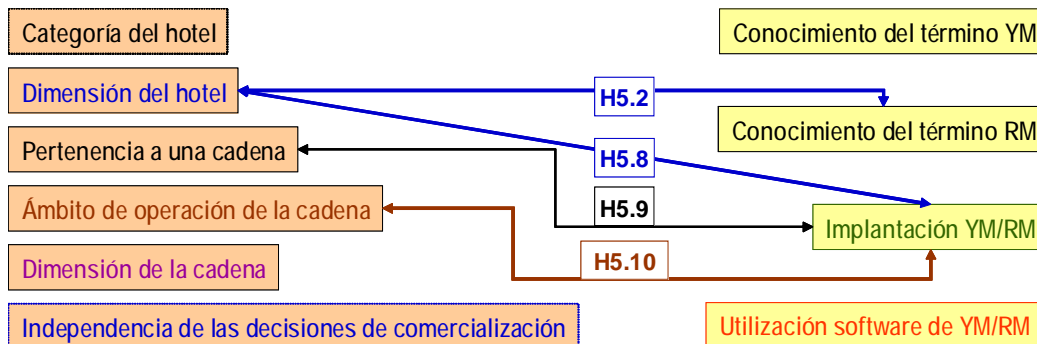 Categoría del hotel
Conocimiento del término YM
Dimensión del hotel
H5.2
Conocimiento del término RM
Pertenencia a una cadena
H5.8
Ámbito de operación de la cadena
H5.9
Implantación YM/RM
Dimensión de la cadena
H5.10
Independencia de las decisiones de comercialización
Utilización software de YM/RM